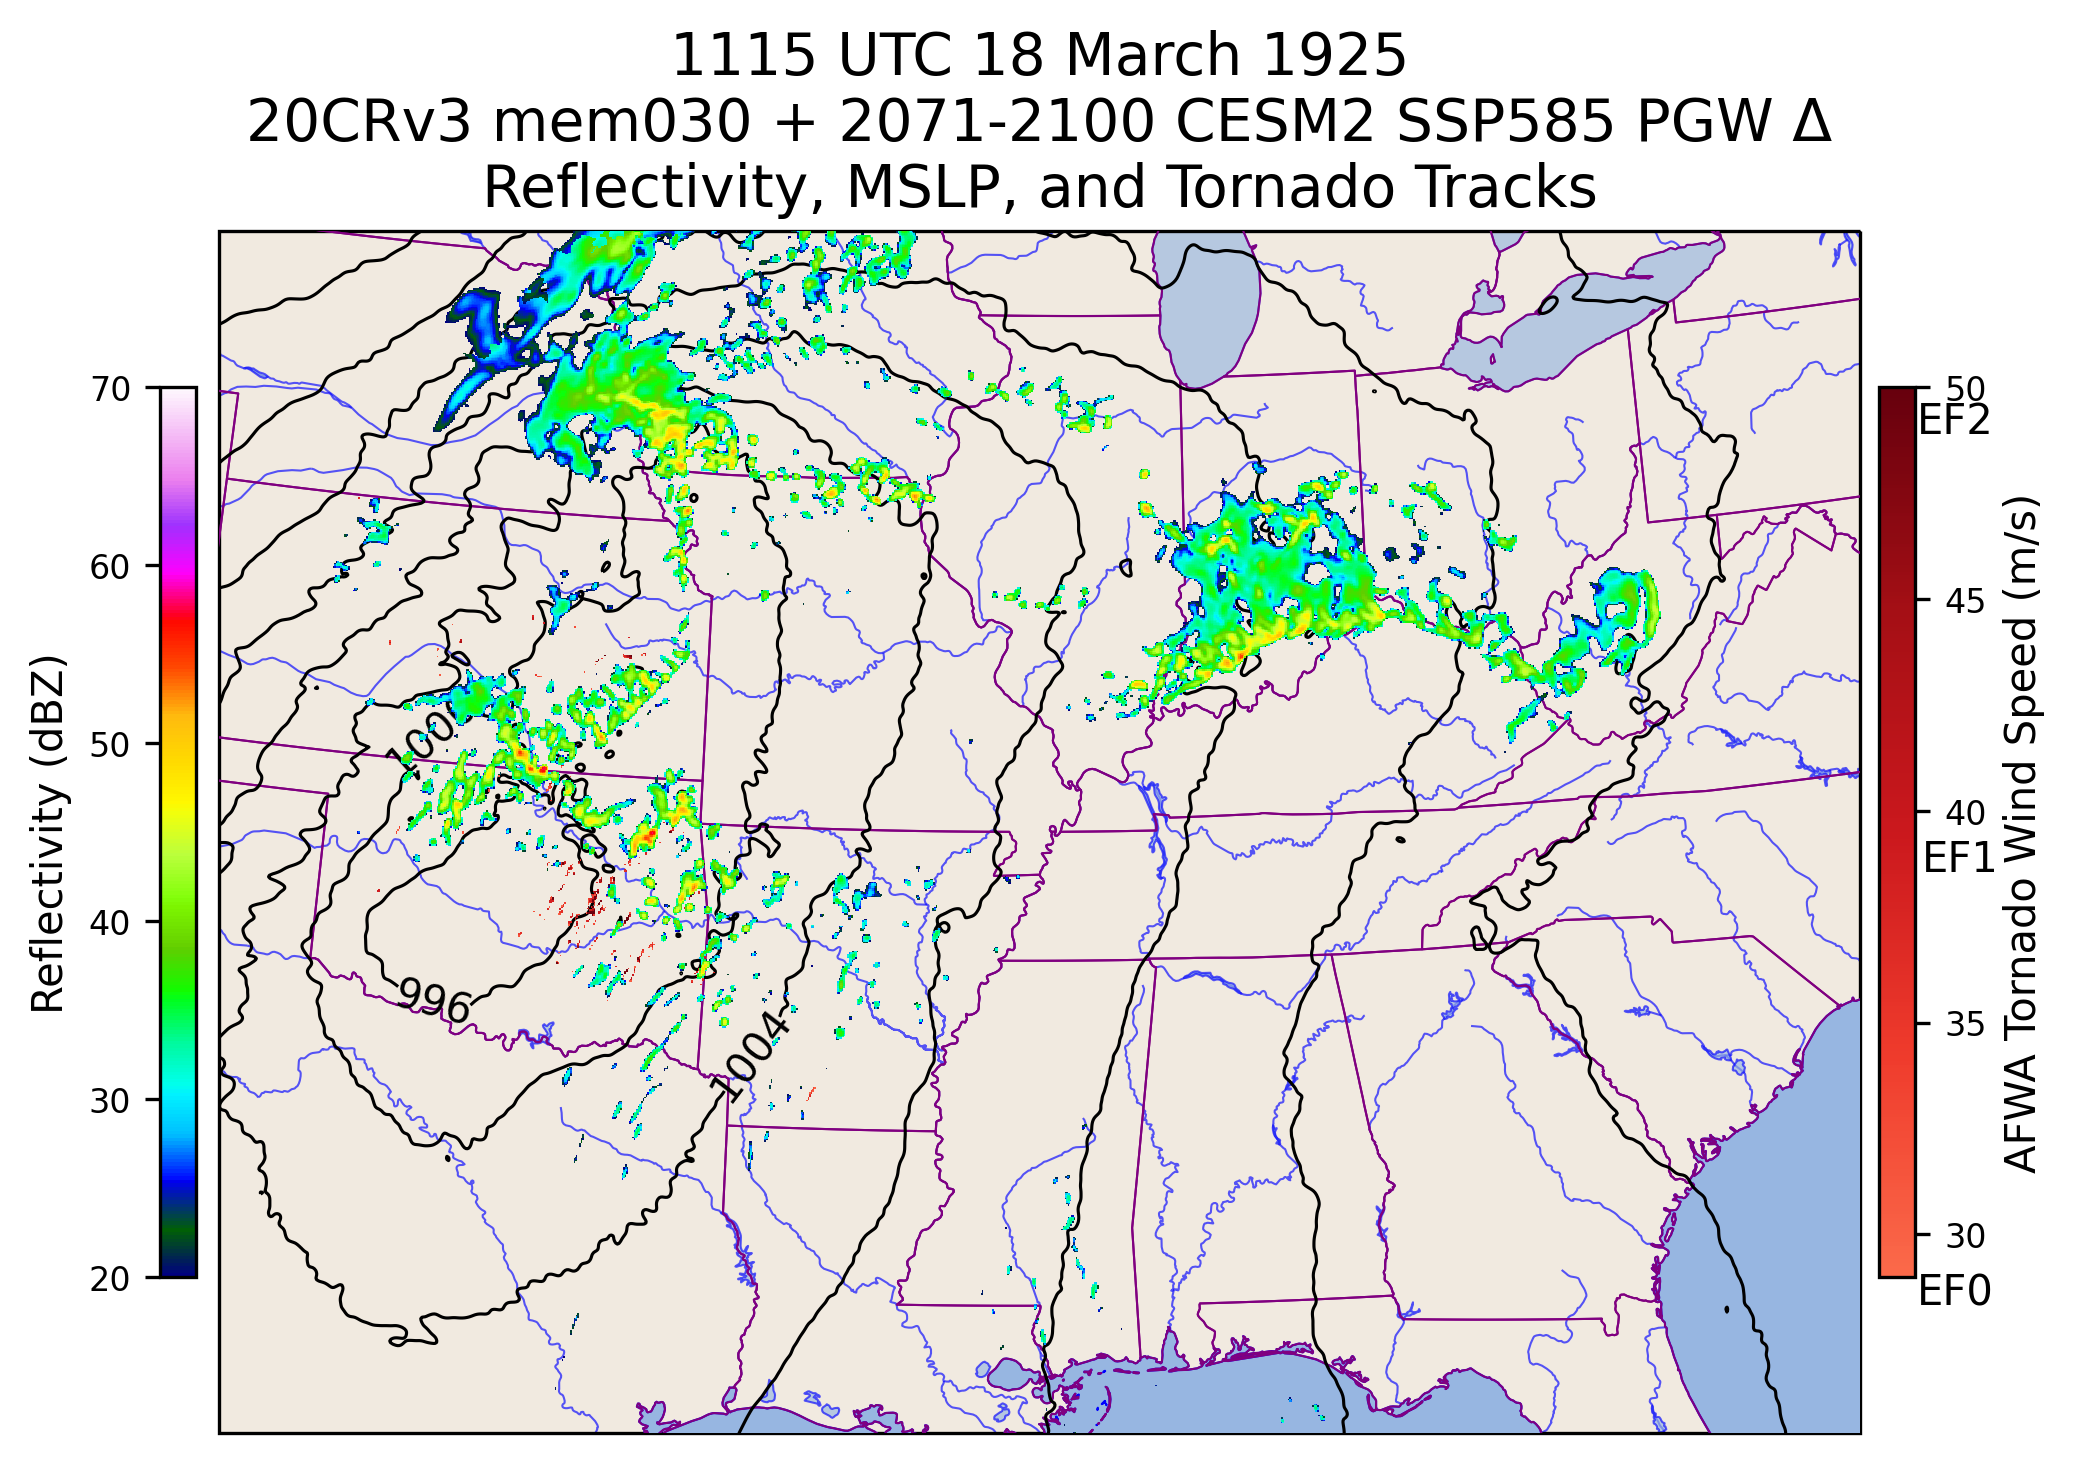 1115 UTC 18 March 1925
20CRv3 mem030 + 2071-2100 CESM2 SSP585 PGW Δ
Reflectivity, MSLP, and Tornado Tracks
70
60
50
40
30
20
Reflectivity (dBZ)
100
996
1004
50
EF2
45
40
EF1
35
30
EF0
AFWA Tornado Wind Speed (m/s)